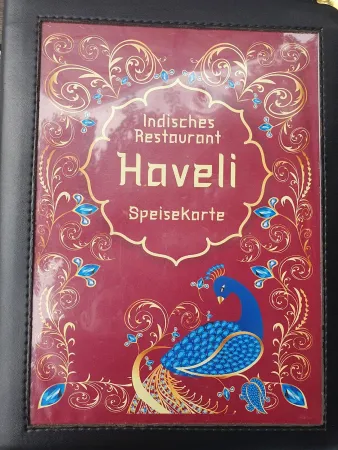 Indisches
Restaurant
Haveli
Speisekarte